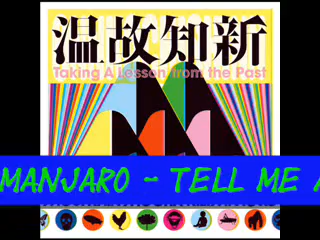 温故知新
Taking A Lesson from the Past
MANJARO - TELL ME A